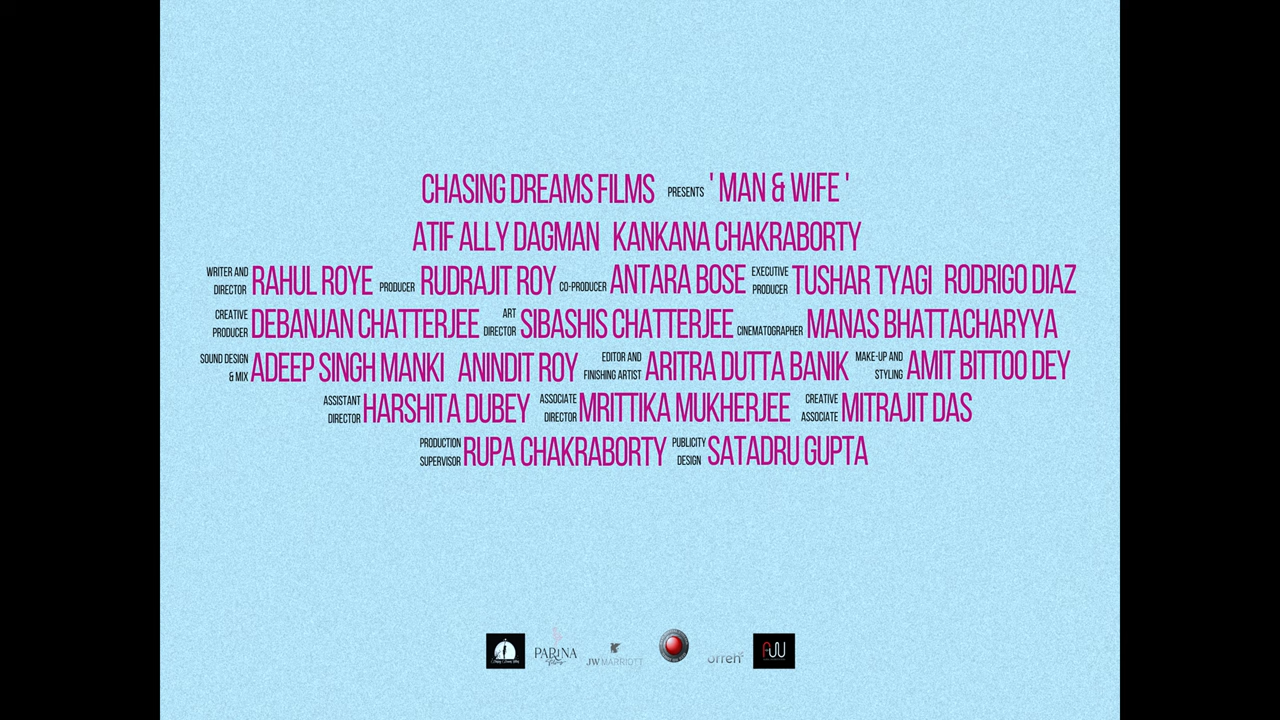 CHASING DREAMS FILMS PRESENTS ' MAN & WIFE '
ATIF ALLY DAGMAN KANKANA CHAKRABORTY
WRITER AND DIRECTOR RAHUL ROYE PRODUCER RUDRAJIT ROY CO-PRODUCER ANTARA BOSE EXECUTIVE PRODUCER TUSHAR TYAGI RODRIGO DIAZ
CREATIVE PRODUCER DEBANJAN CHATTERJEE ART DIRECTOR SIBASHIS CHATTERJEE CINEMATOGRAPHER MANAS BHATTACHARYYA
SOUND DESIGN & MIX ADEEP SINGH MANKI ANINDIT ROY EDITOR AND FINISHING ARTIST ARITRA DUTTA BANIK MAKE-UP AND STYLING AMIT BITTOO DEY
ASSISTANT DIRECTOR HARSHITA DUBEY ASSOCIATE DIRECTOR MRITTIKA MUKHERJEE CREATIVE ASSOCIATE MITRAJIT DAS
PRODUCTION SUPERVISOR RUPA CHAKRABORTY PUBLICITY DESIGN SATADRU GUPTA
PARINA JW MARRIOTT orreh